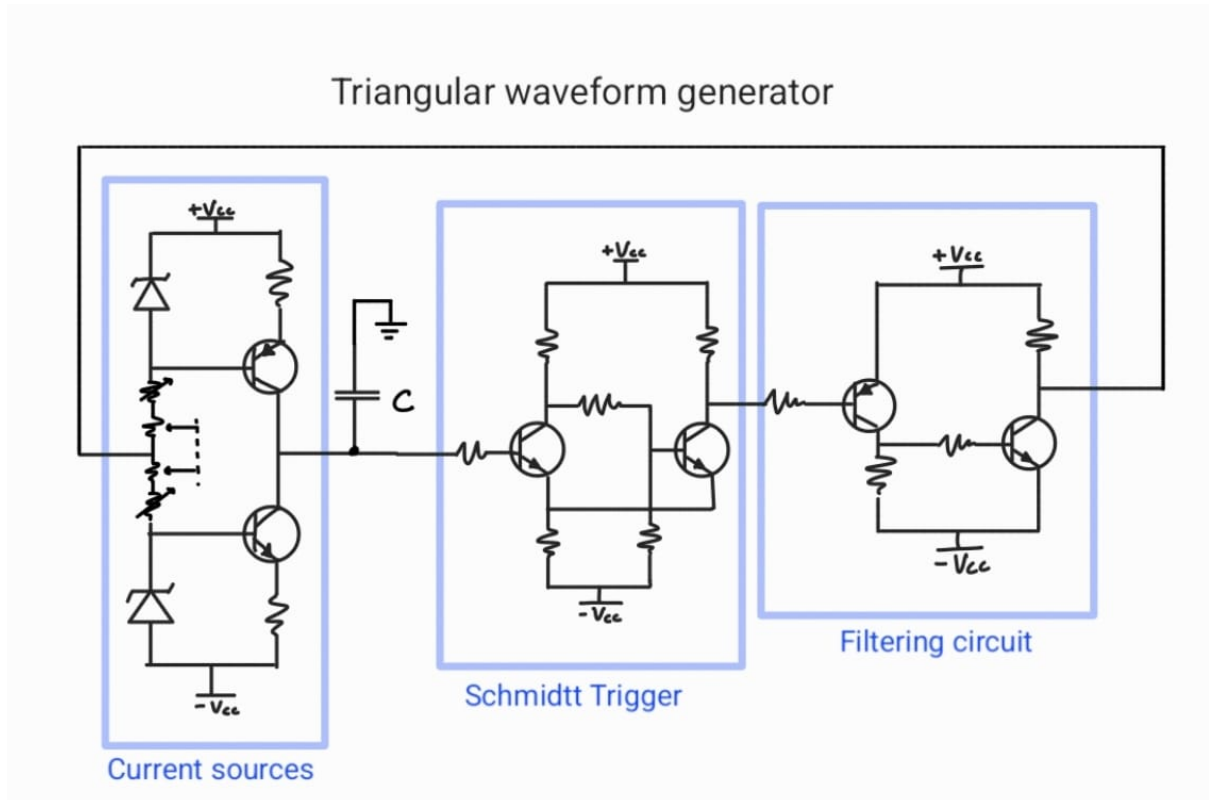 Triangular waveform generator
+Vcc
C
-Vcc
Current sources
+Vcc
-Vcc
Schmidtt Trigger
+Vcc
-Vcc
Filtering circuit